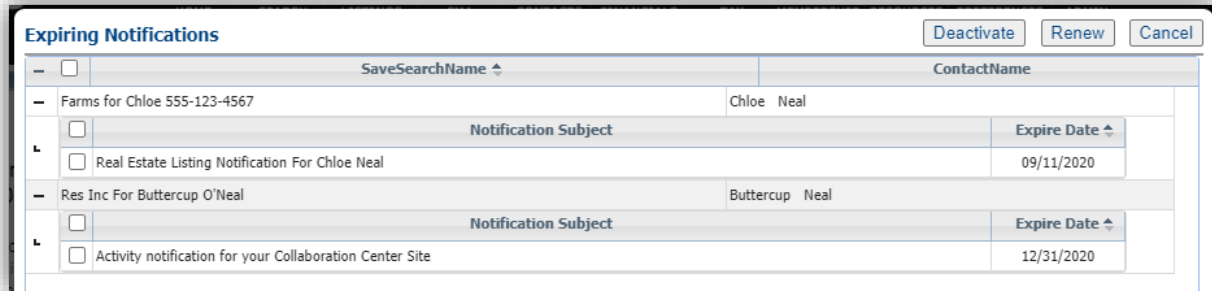 Expiring Notifications Deactivate Renew Cancel
SaveSearchName ContactName
Farms for Chloe 555-123-4567 Chloe Neal
Notification Subject Expire Date
Real Estate Listing Notification For Chloe Neal 09/11/2020
Res Inc For Buttercup O'Neal Buttercup Neal
Notification Subject Expire Date
Activity notification for your Collaboration Center Site 12/31/2020